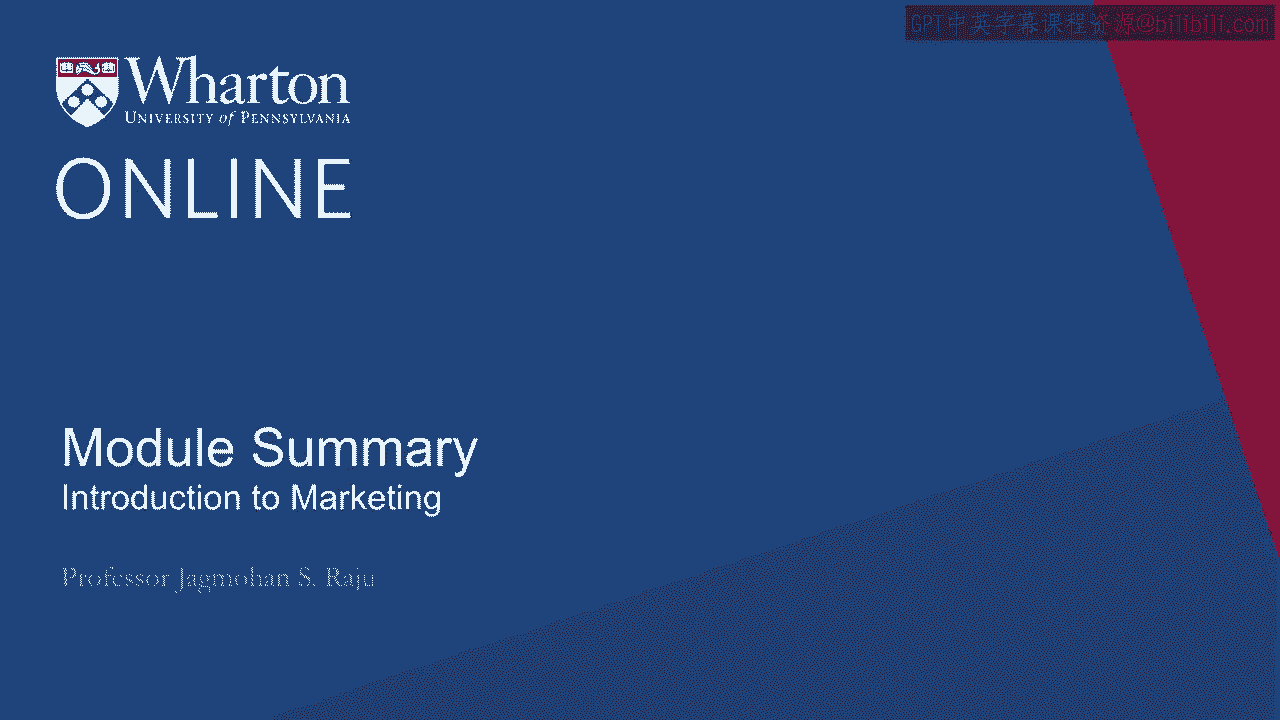 GPT中英字幕课程资源@bilibili.com
Wharton
UNIVERSITY of PENNSYLVANIA
ONLINE
Module Summary
Introduction to Marketing
Professor Jagmohan S. Raju